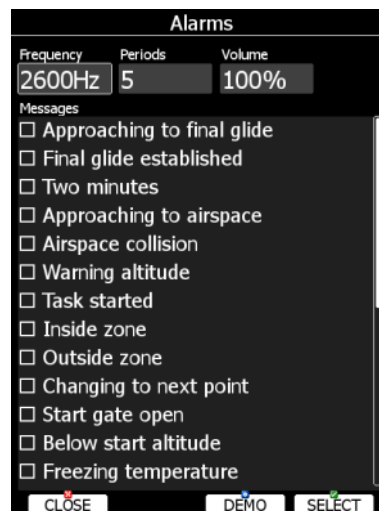 Alarms
Frequency Periods Volume
2600Hz 5 100%
Messages
Approaching to final glide
Final glide established
Two minutes
Approaching to airspace
Airspace collision
Warning altitude
Task started
Inside zone
Outside zone
Changing to next point
Start gate open
Below start altitude
Freezing temperature
CLOSE DEMO SELECT